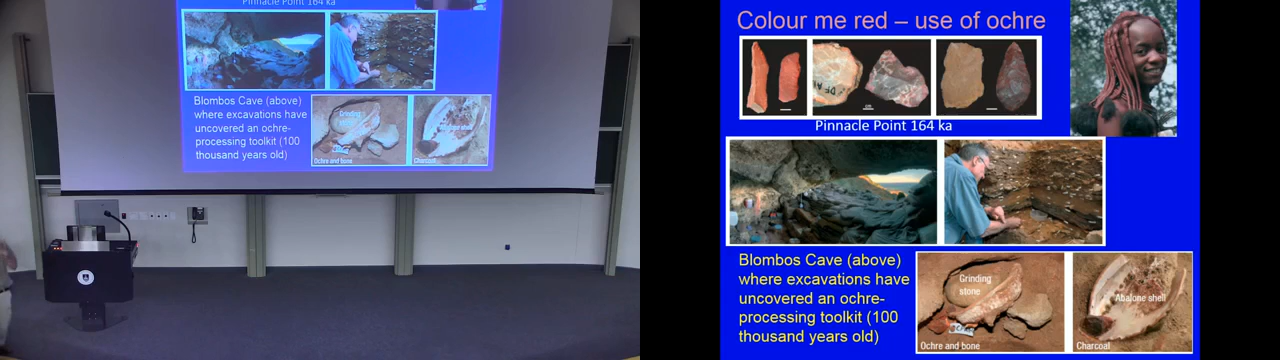 Pinnacle Point 164 ka
Blombos Cave (above)
where excavations have
uncovered an ochre-
processing toolkit (100
thousand years old)
Grinding
Ochre and bone
shell
Charcoal
Colour me red – use of ochre
Pinnacle Point 164 ka
Blombos Cave (above)
where excavations have
uncovered an ochre-
processing toolkit (100
thousand years old)
Grinding
stone
Ochre and bone
Abalone shell
Charcoal